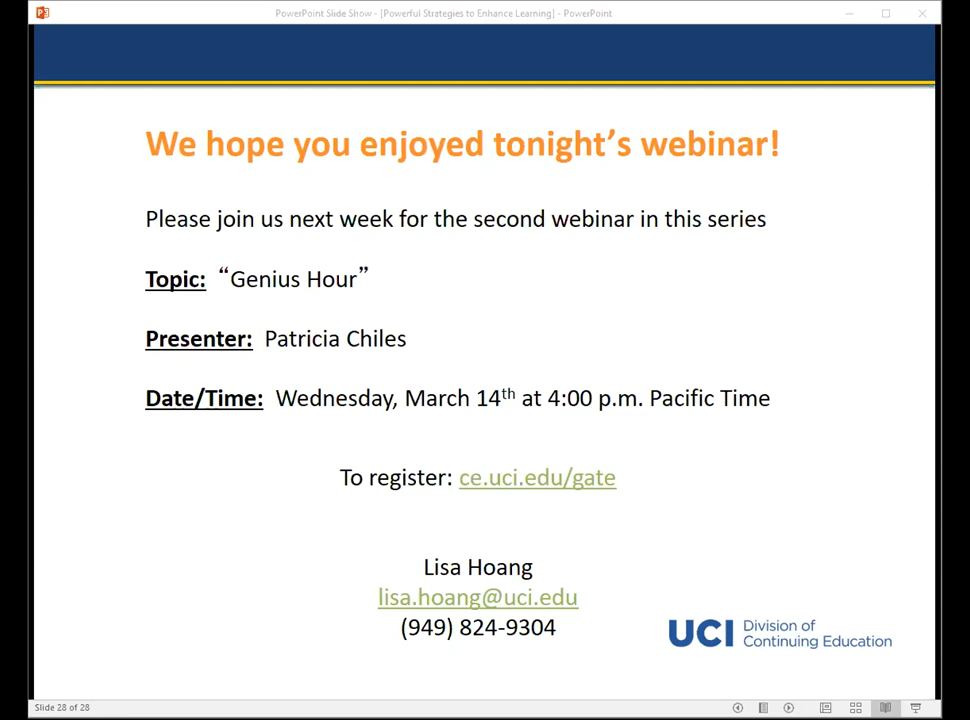 PowerPoint Slide Show - [Powerful Strategies to Enhance Learning] - PowerPoint
We hope you enjoyed tonight’s webinar!
Please join us next week for the second webinar in this series
Topic: “Genius Hour”
Presenter: Patricia Chiles
Date/Time: Wednesday, March 14th at 4:00 p.m. Pacific Time
To register: ce.uci.edu/gate
Lisa Hoang
lisa.hoang@uci.edu
(949) 824-9304
UCI Division of
Continuing Education
Slide 28 of 28